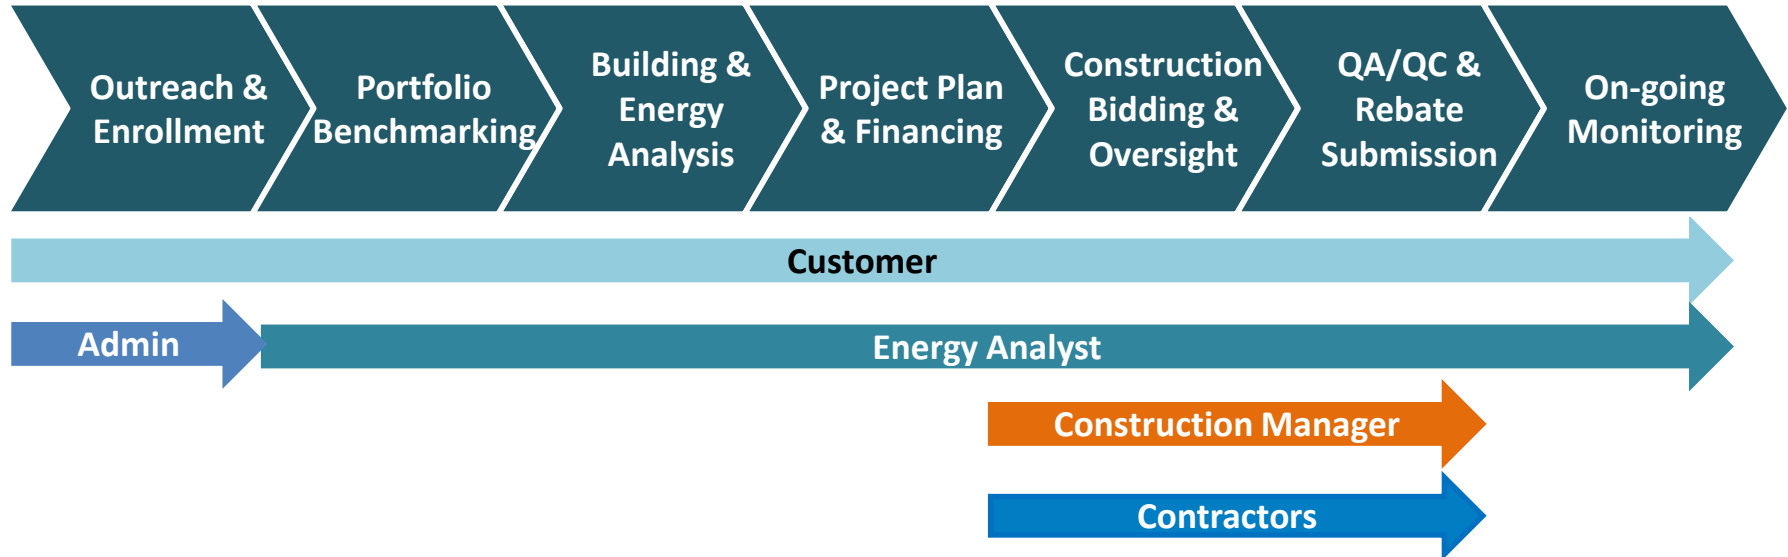 Outreach &
Enrollment
Portfolio
Benchmarking
Building &
Energy
Analysis
Project Plan
& Financing
Construction
Bidding &
Oversight
QA/QC &
Rebate
Submission
On-going
Monitoring
Customer
Admin
Energy Analyst
Construction Manager
Contractors